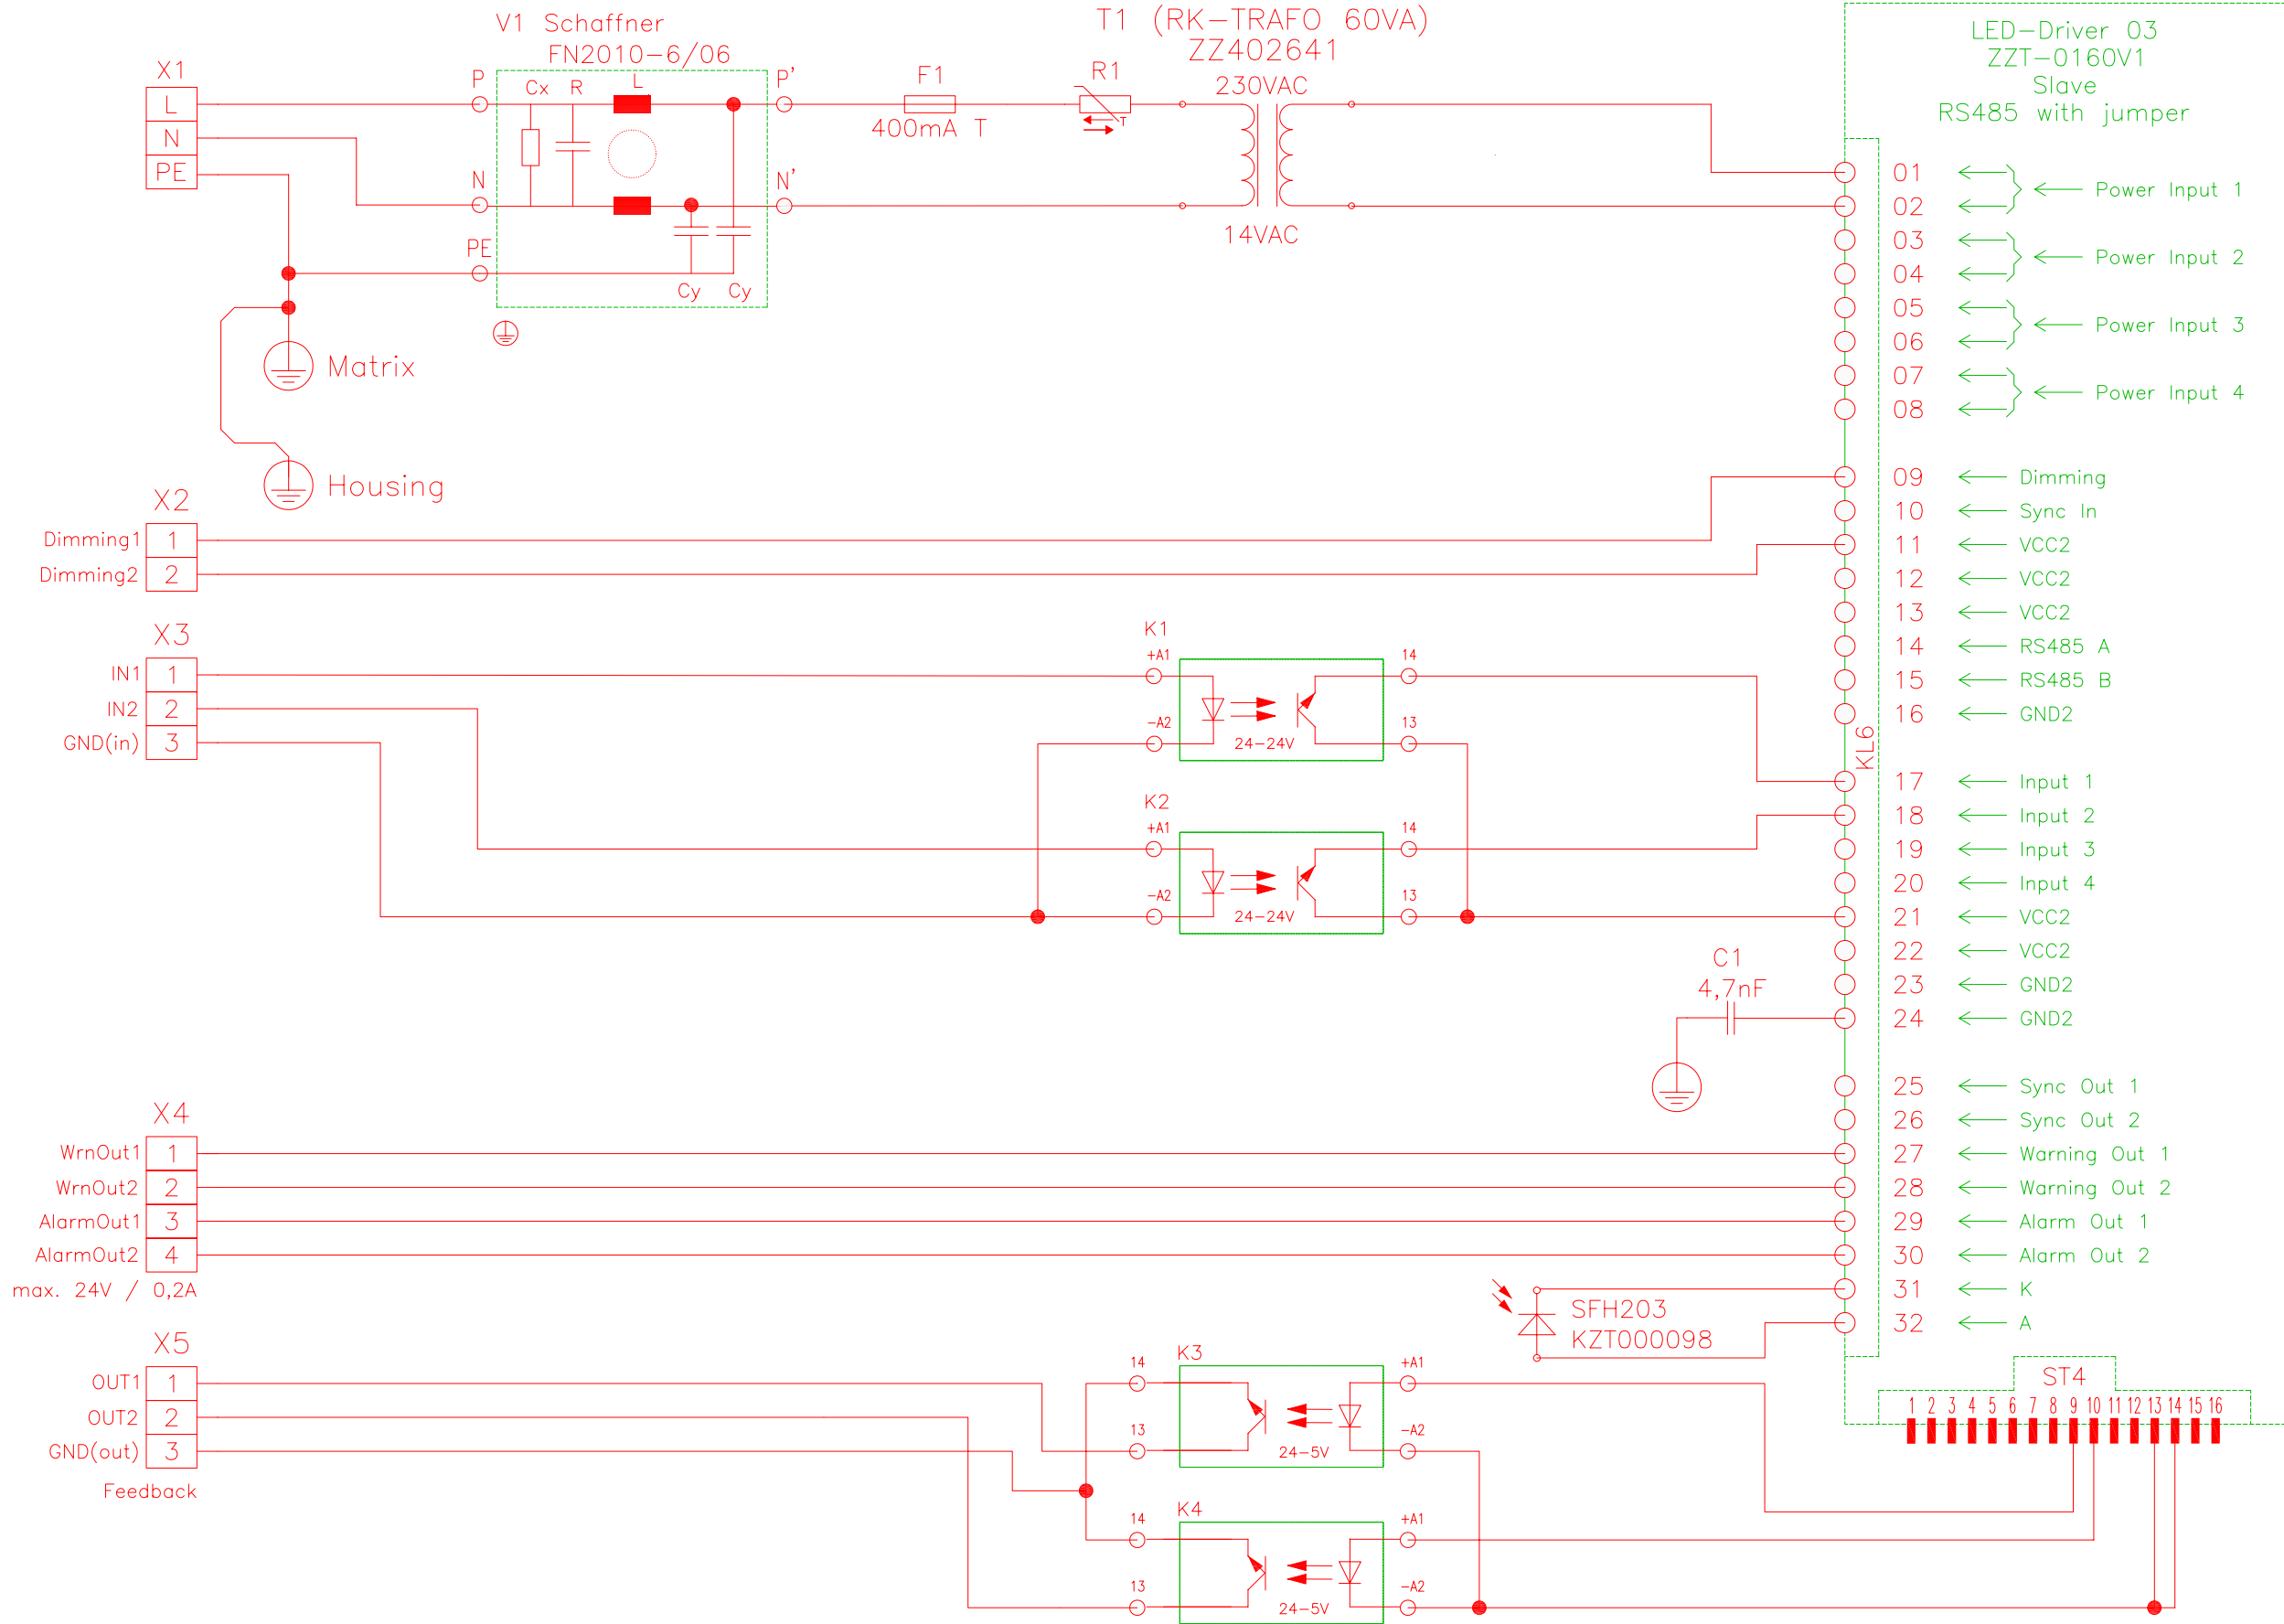 V1 Schaffner
FN2010-6/06
T1 (RK-TRAFO 60VA)
ZZ402641
230VAC
14VAC
LED-Driver 03
ZZT-0160V1
Slave
RS485 with jumper
X1
L
N
PE
P
N
PE
Cx
R
L
Cy
Cy
P'
N'
F1
400mA T
R1
T
Matrix
Housing
01 Power Input 1
02
03 Power Input 2
04
05 Power Input 3
06
07 Power Input 4
08
09 Dimming
10 Sync In
11 VCC2
12 VCC2
13 VCC2
14 RS485 A
15 RS485 B
16 GND2
KL6
17 Input 1
18 Input 2
19 Input 3
20 Input 4
21 VCC2
22 VCC2
23 GND2
24 GND2
25 Sync Out 1
26 Sync Out 2
27 Warning Out 1
28 Warning Out 2
29 Alarm Out 1
30 Alarm Out 2
31 K
32 A
X2
Dimming1 1
Dimming2 2
X3
IN1 1
IN2 2
GND(in) 3
K1
+A1
-A2
24-24V
14
13
K2
+A1
-A2
24-24V
14
13
C1
4,7nF
X4
WrnOut1 1
WrnOut2 2
AlarmOut1 3
AlarmOut2 4
max. 24V / 0,2A
SFH203
KZT000098
X5
OUT1 1
OUT2 2
GND(out) 3
Feedback
K3
14
13
24-5V
+A1
-A2
K4
14
13
24-5V
+A1
-A2
ST4
1 2 3 4 5 6 7 8 9 10 11 12 13 14 15 16